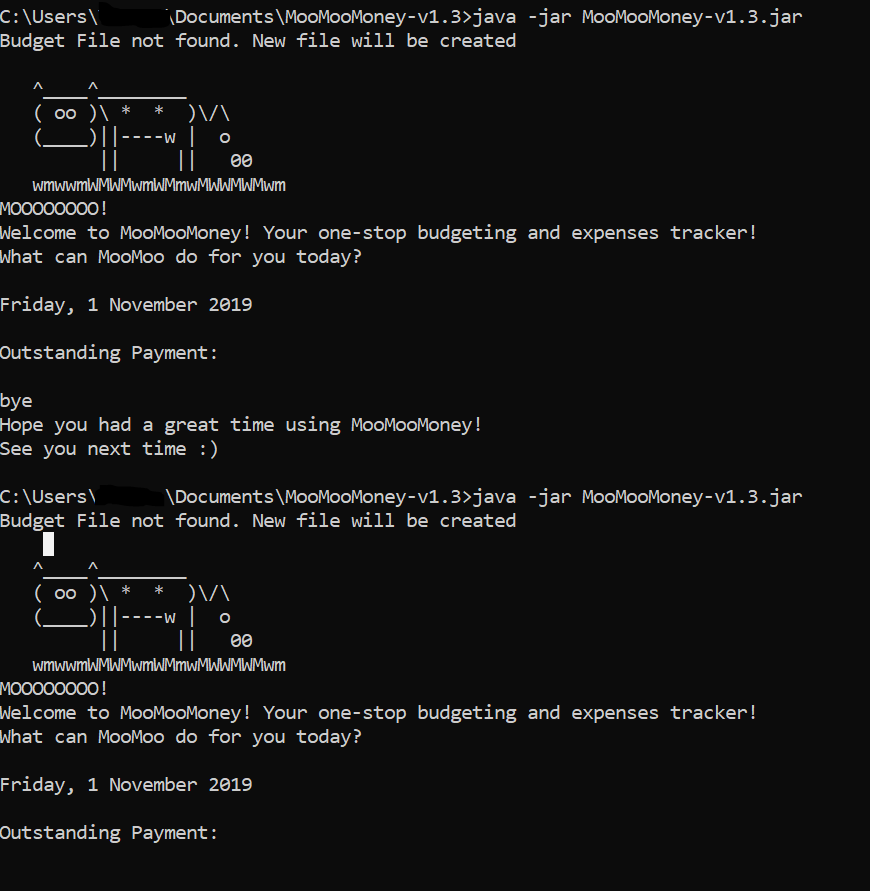 C:\Users\ \Documents\MooMooMoney-v1.3>java -jar MooMooMoney-v1.3.jar
Budget File not found. New file will be created
   ^____^________
   ( oo )\ *  *  )\/\
   (____)||----w |  o
         ||     ||   00
   wmwwmWMWMwmWMmwMWWMWMwm
MOOOOOOOO!
Welcome to MooMooMoney! Your one-stop budgeting and expenses tracker!
What can MooMoo do for you today?
Friday, 1 November 2019
Outstanding Payment:
bye
Hope you had a great time using MooMooMoney!
See you next time :)
C:\Users\ \Documents\MooMooMoney-v1.3>java -jar MooMooMoney-v1.3.jar
Budget File not found. New file will be created
   ^____^________
   ( oo )\ *  *  )\/\
   (____)||----w |  o
         ||     ||   00
   wmwwmWMWMwmWMmwMWWMWMwm
MOOOOOOOO!
Welcome to MooMooMoney! Your one-stop budgeting and expenses tracker!
What can MooMoo do for you today?
Friday, 1 November 2019
Outstanding Payment: